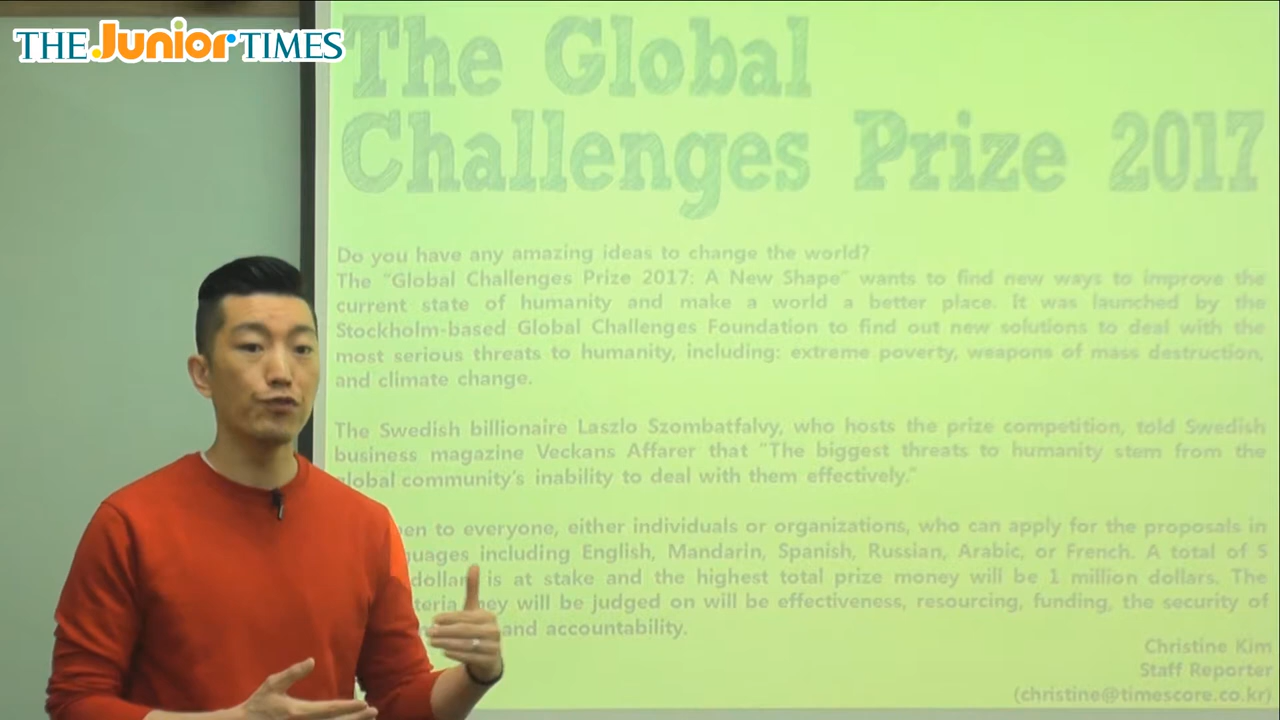 THE Junior TIMES
The Global
Challenges Prize 2017
Do you have any amazing ideas to change the world?
The "Global Challenges Prize 2017: A New Shape" wants to find new ways to improve the
current state of humanity and make a world a better place. It was launched by the
Stockholm-based Global Challenges Foundation to find out new solutions to deal with the
most serious threats to humanity, including: extreme poverty, weapons of mass destruction,
and climate change.
The Swedish billionaire Laszlo Szombatfalvy, who hosts the prize competition, told Swedish
business magazine Veckans Affarer that "The biggest threats to humanity stem from the
global community's inability to deal with them effectively."
to everyone, either individuals or organizations, who can apply for the proposals in
including English, Mandarin, Spanish, Russian, Arabic, or French. A total of 5
is at stake and the highest total prize money will be 1 million dollars. The
they will be judged on will be effectiveness, resourcing, funding, the security of
and accountability.
Christine Kim
Staff Reporter
(christine@timescore.co.kr)